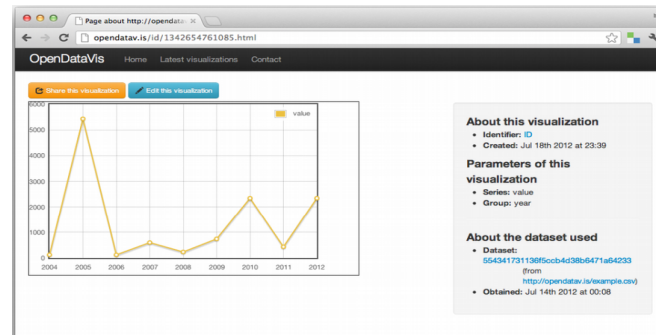 Page about http://opendatav
opendatav.is/id/1342654761085.html
OpenDataVis Home Latest visualizations Contact
Share this visualization Edit this visualization
value
6000
5000
4000
3000
2000
1000
0
2004 2005 2006 2007 2008 2009 2010 2011 2012
About this visualization
• Identifier: ID
• Created: Jul 18th 2012 at 23:39
Parameters of this
visualization
• Series: value
• Group: year
About the dataset used
• Dataset:
554341731136f5ccb4d38b6471a64233
(from
http://opendatav.is/example.csv)
• Obtained: Jul 14th 2012 at 00:08